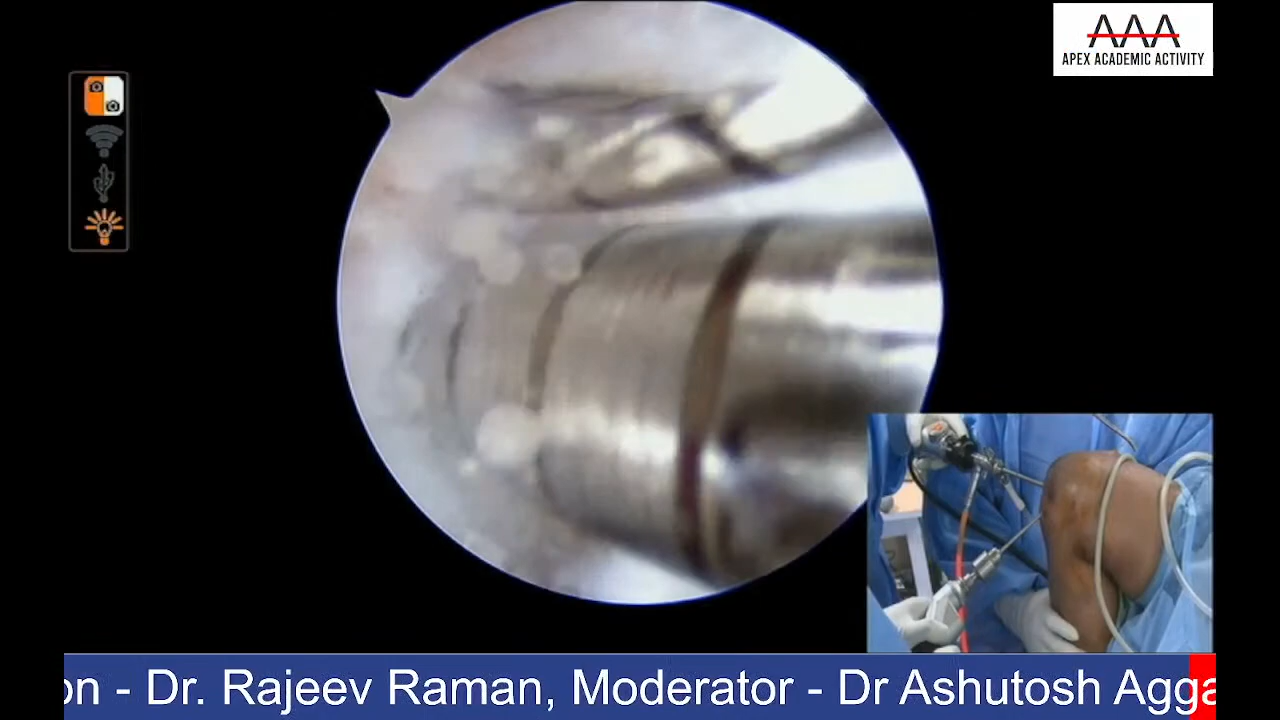 AAA
APEX ACADEMIC ACTIVITY
on - Dr. Rajeev Raman, Moderator - Dr Ashutosh Agga